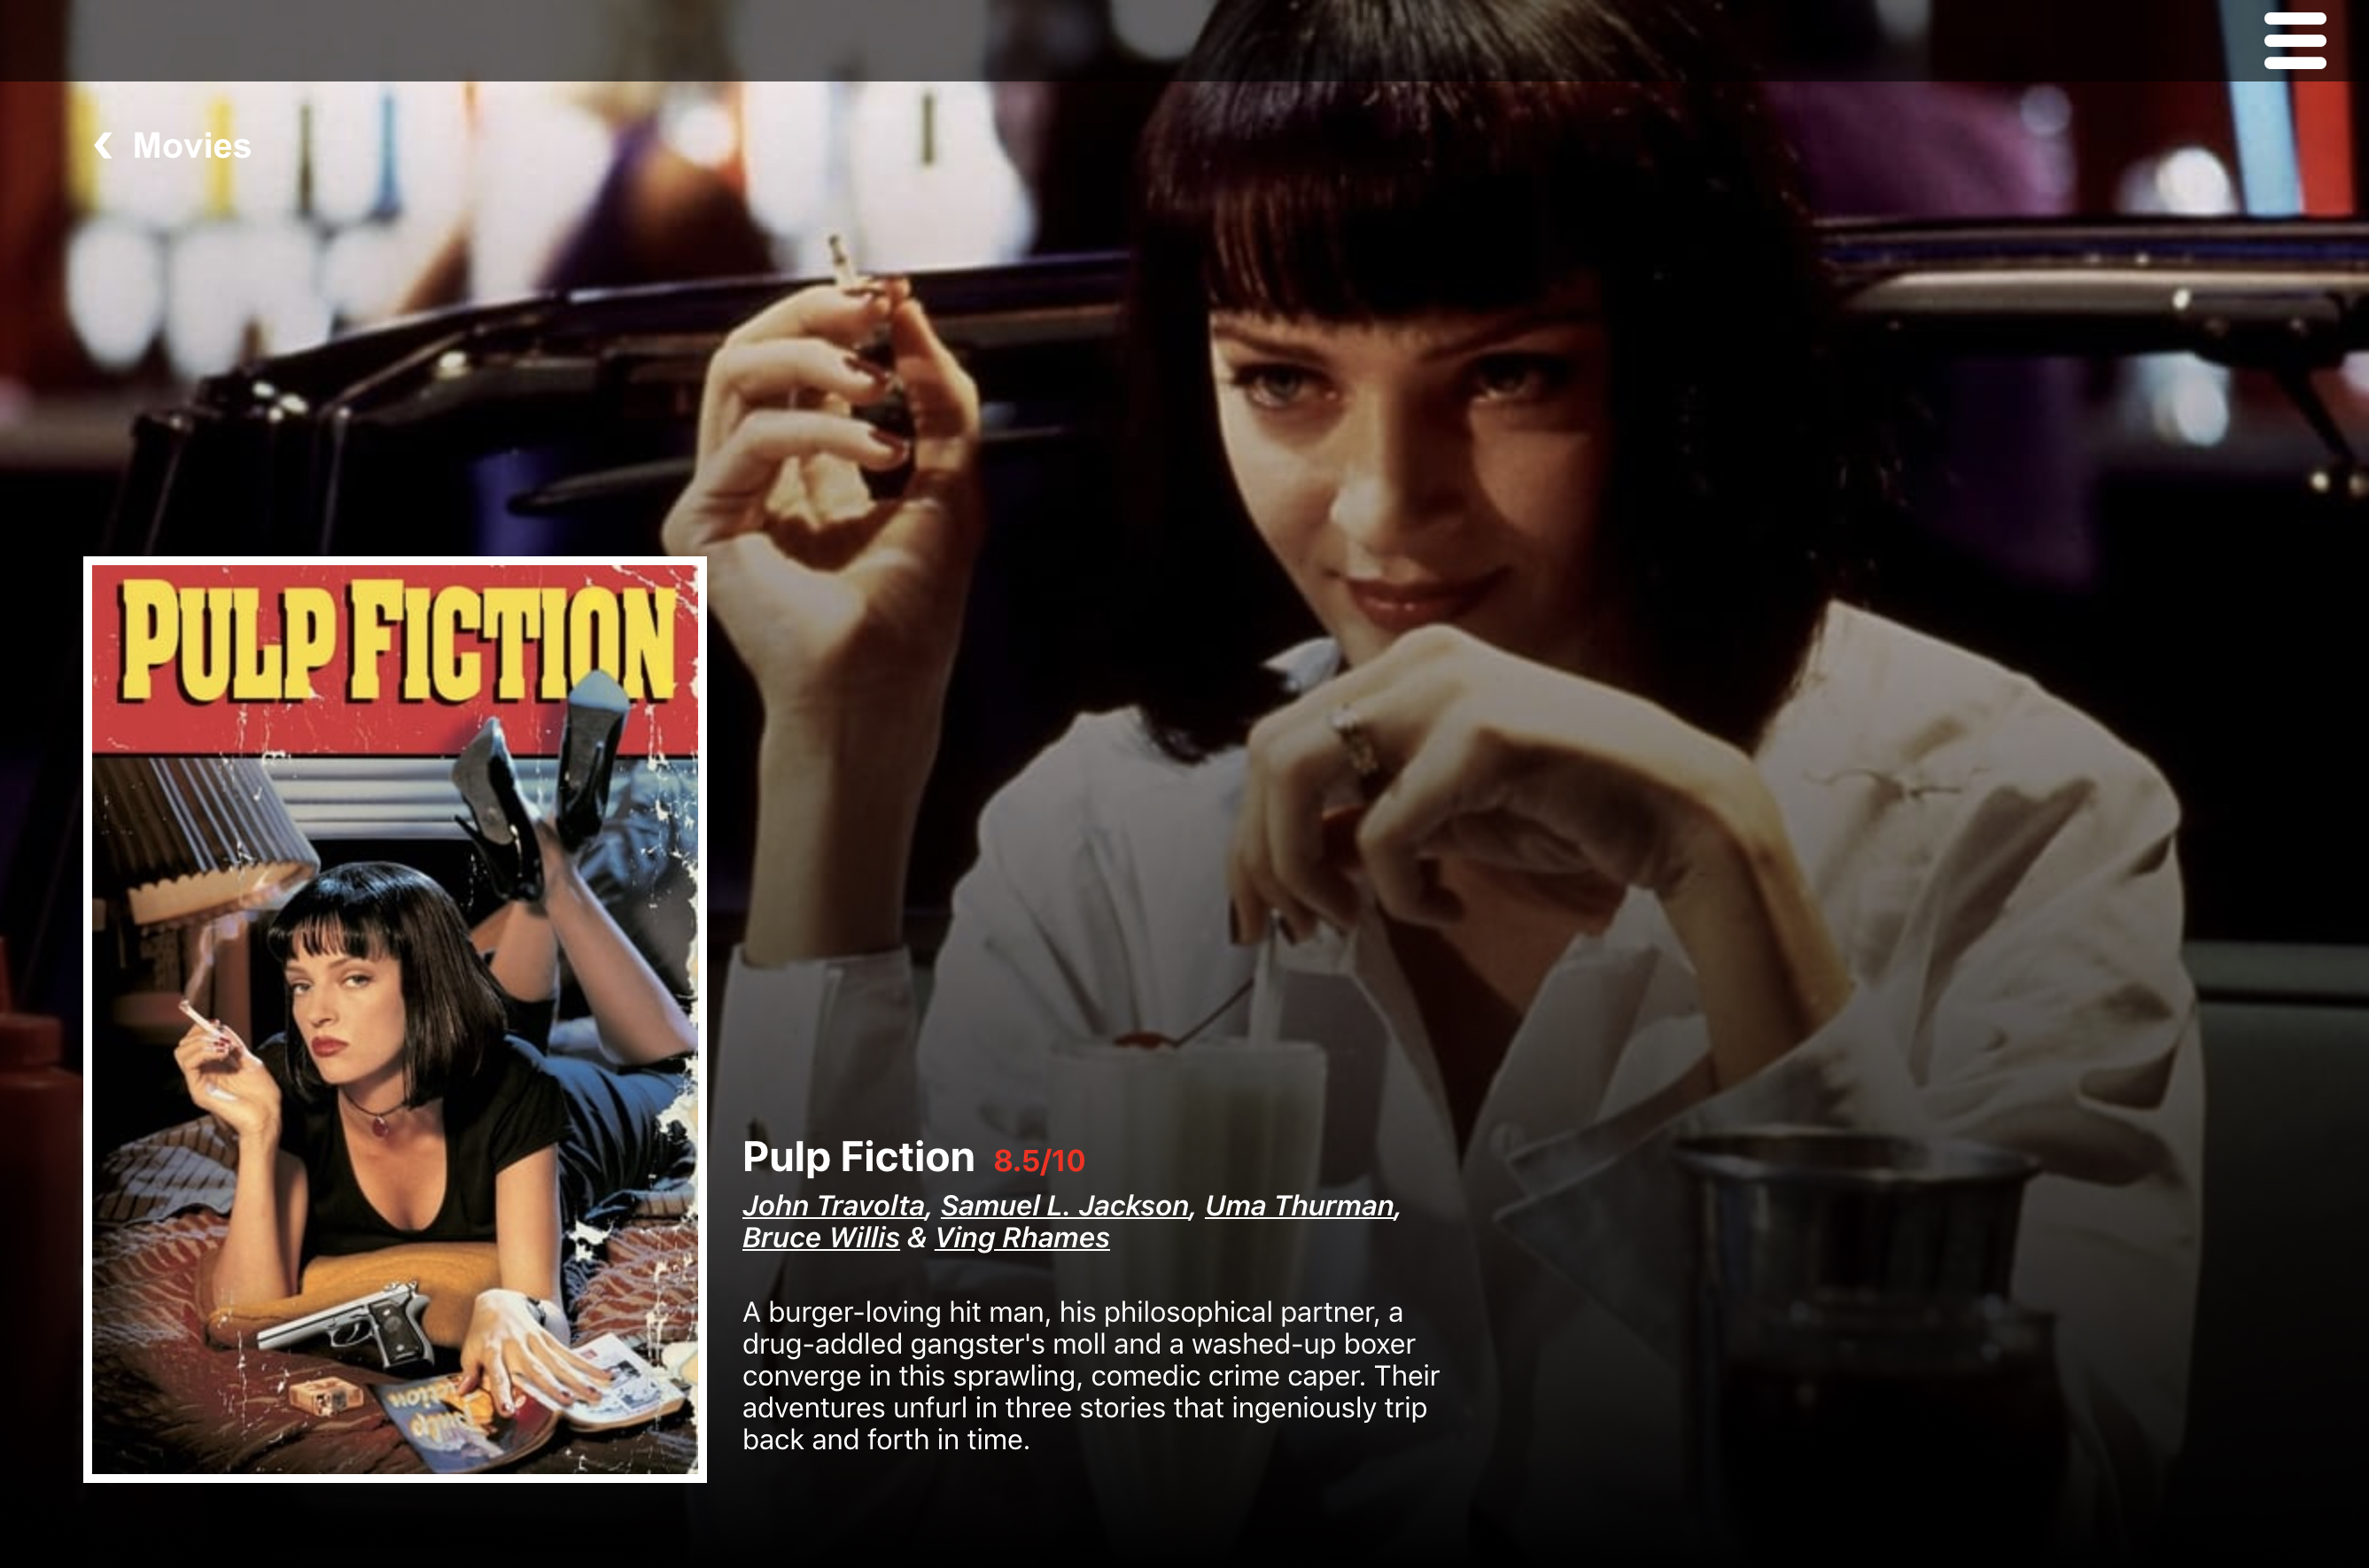 Movies
PULP FICTION
Pulp Fiction 8.5/10
John Travolta, Samuel L. Jackson, Uma Thurman,
Bruce Willis & Ving Rhames
A burger-loving hit man, his philosophical partner, a
drug-addled gangster's moll and a washed-up boxer
converge in this sprawling, comedic crime caper. Their
adventures unfurl in three stories that ingeniously trip
back and forth in time.
Pulp
Fiction